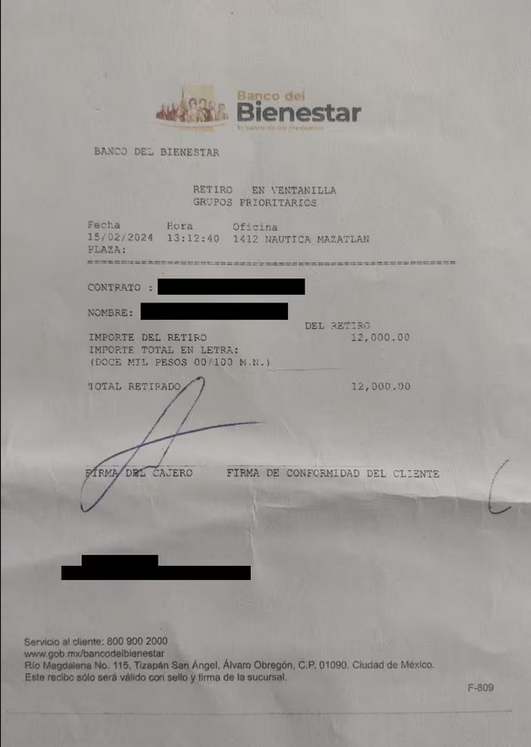 Banco del
Bienestar
BANCO DEL BIENESTAR
RETIRO EN VENTANILLA
GRUPOS PRIORITARIOS
Fecha Hora Oficina
15/02/2024 13:12:40 1412 NAUTICA MAZATLAN
PLAZA:
CONTRATO :
NOMBRE:
DEL RETIRO
IMPORTE DEL RETIRO 12,000.00
IMPORTE TOTAL EN LETRA:
(DOCE MIL PESOS 00/100 M.N.)
TOTAL RETIRADO 12,000.00
FIRMA DEL CAJERO FIRMA DE CONFORMIDAD DEL CLIENTE
Servicio al cliente: 800 900 2000
www.gob.mx/bancodelbienestar
Río Magdalena No. 115, Tizapán San Ángel, Álvaro Obregón, C.P. 01090. Ciudad de México.
Este recibo sólo será válido con sello y firma de la sucursal.
F-809